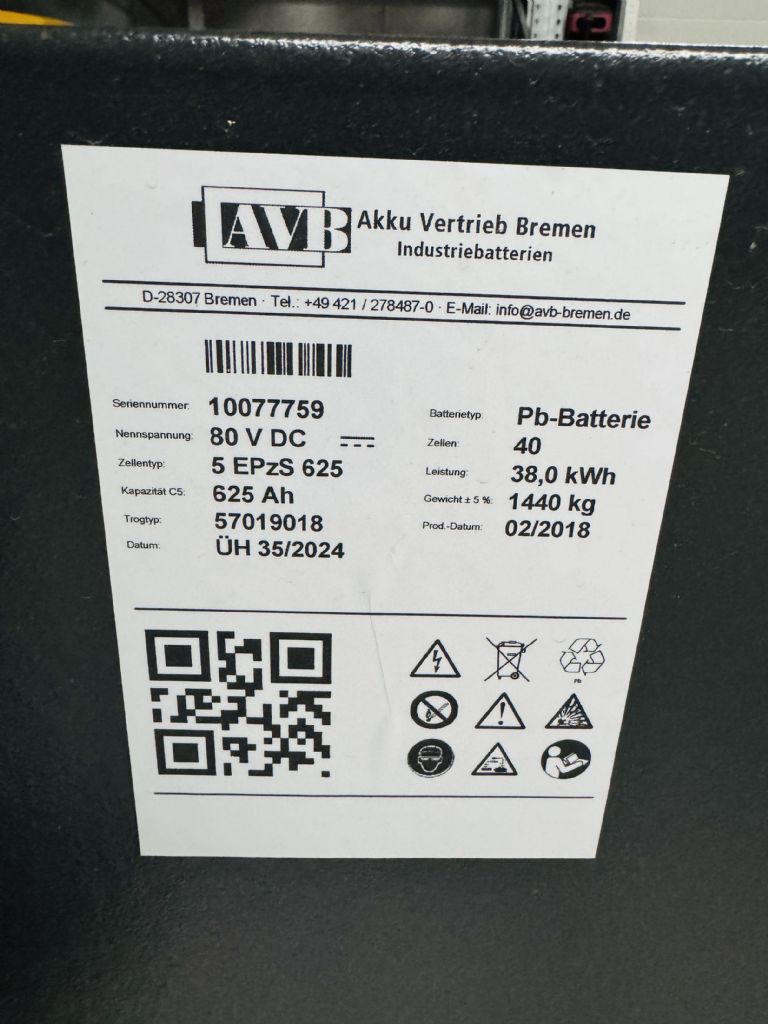 AVB
Akku Vertrieb Bremen
Industriebatterien
D-28307 Bremen · Tel.: +49 421 / 278487-0 · E-Mail: info@avb-bremen.de
Seriennummer: 10077759
Nennspannung: 80 V DC
Zellentyp: 5 EPzS 625
Kapazität C5: 625 Ah
Trogtyp: 57019018
Datum: ÜH 35/2024
Batterietyp: Pb-Batterie
Zellen: 40
Leistung: 38,0 kWh
Gewicht ± 5 %: 1440 kg
Prod.-Datum: 02/2018
Pb